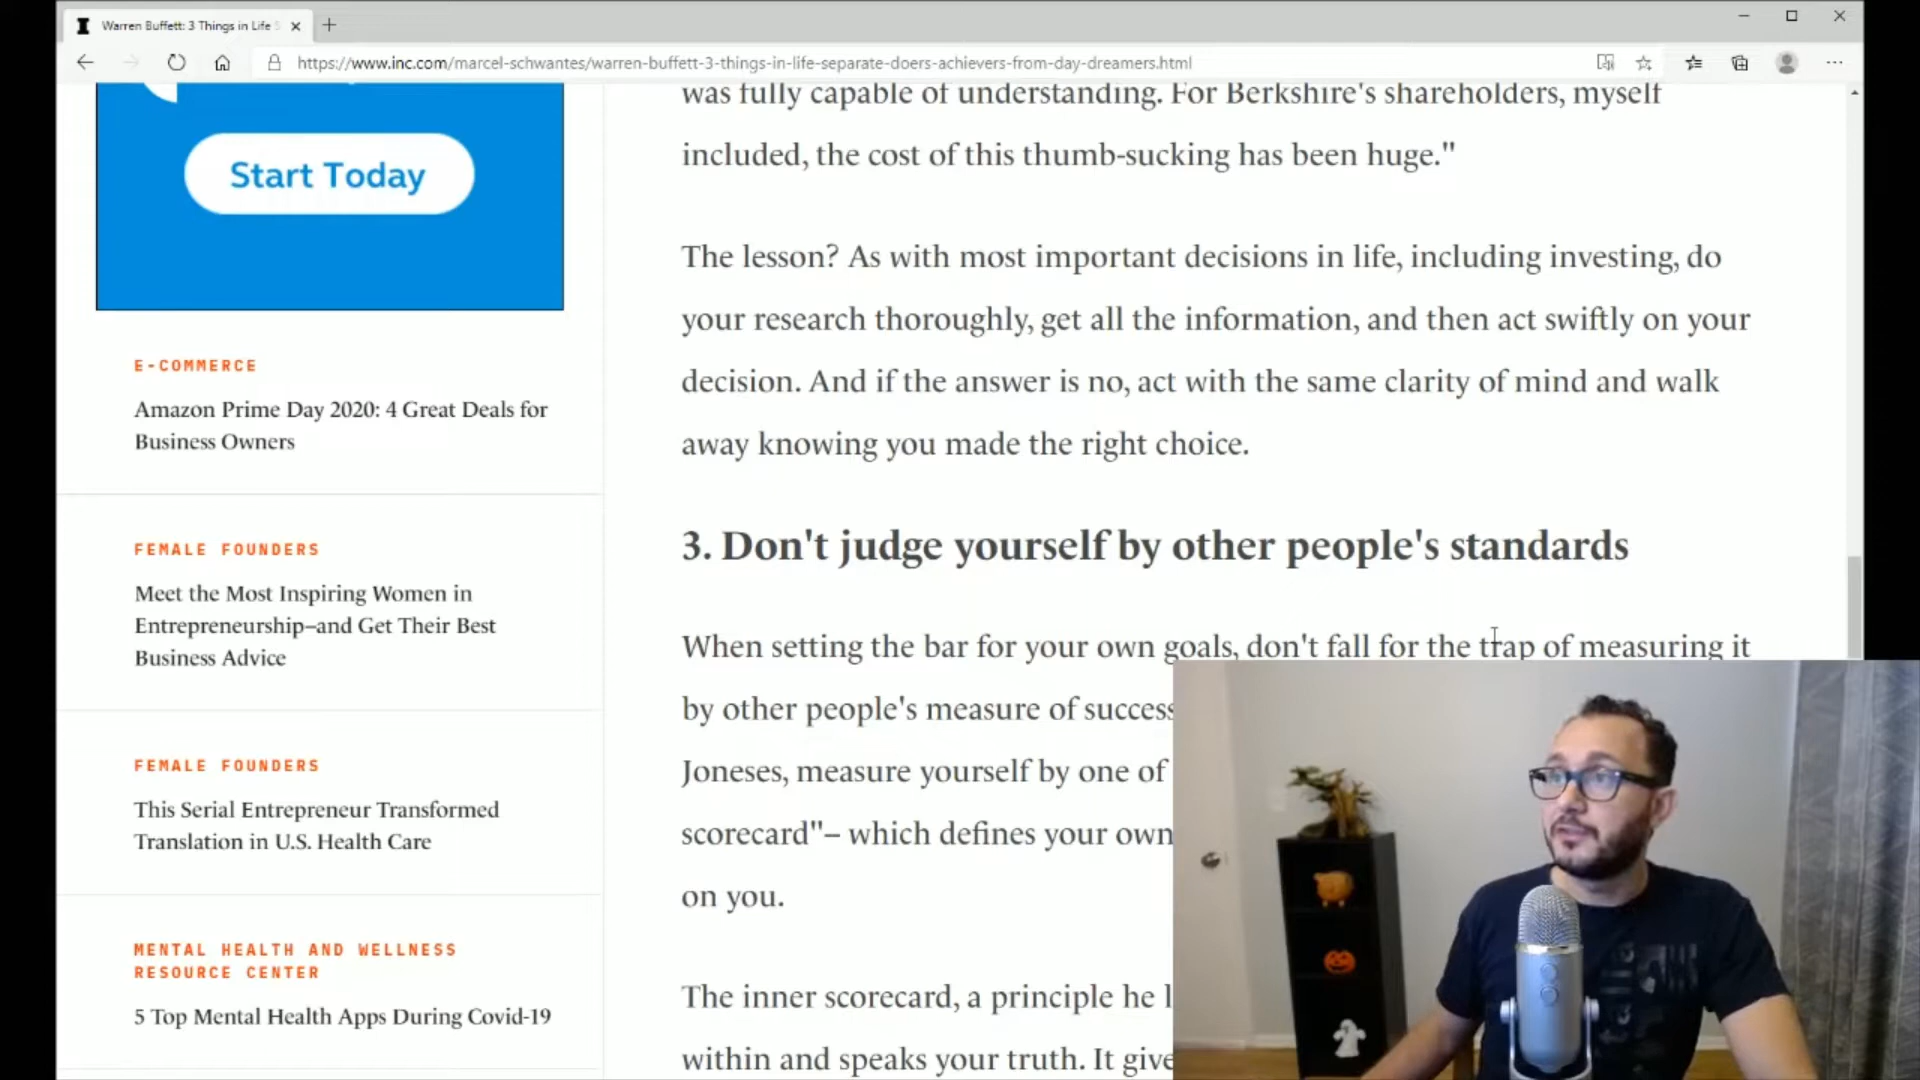 Warren Buffett: 3 Things in Life
https://www.inc.com/marcel-schwantes/warren-buffett-3-things-in-life-separate-doers-achievers-from-day-dreamers.html
Start Today
E-COMMERCE
Amazon Prime Day 2020: 4 Great Deals for
Business Owners
FEMALE FOUNDERS
Meet the Most Inspiring Women in
Entrepreneurship–and Get Their Best
Business Advice
FEMALE FOUNDERS
This Serial Entrepreneur Transformed
Translation in U.S. Health Care
MENTAL HEALTH AND WELLNESS
RESOURCE CENTER
5 Top Mental Health Apps During Covid-19
was fully capable of understanding. For Berkshire's shareholders, myself
included, the cost of this thumb-sucking has been huge."
The lesson? As with most important decisions in life, including investing, do
your research thoroughly, get all the information, and then act swiftly on your
decision. And if the answer is no, act with the same clarity of mind and walk
away knowing you made the right choice.
3. Don't judge yourself by other people's standards
When setting the bar for your own goals, don't fall for the trap of measuring it
by other people's measure of success
Joneses, measure yourself by one of
scorecard"– which defines your own
on you.
The inner scorecard, a principle he l
within and speaks your truth. It give